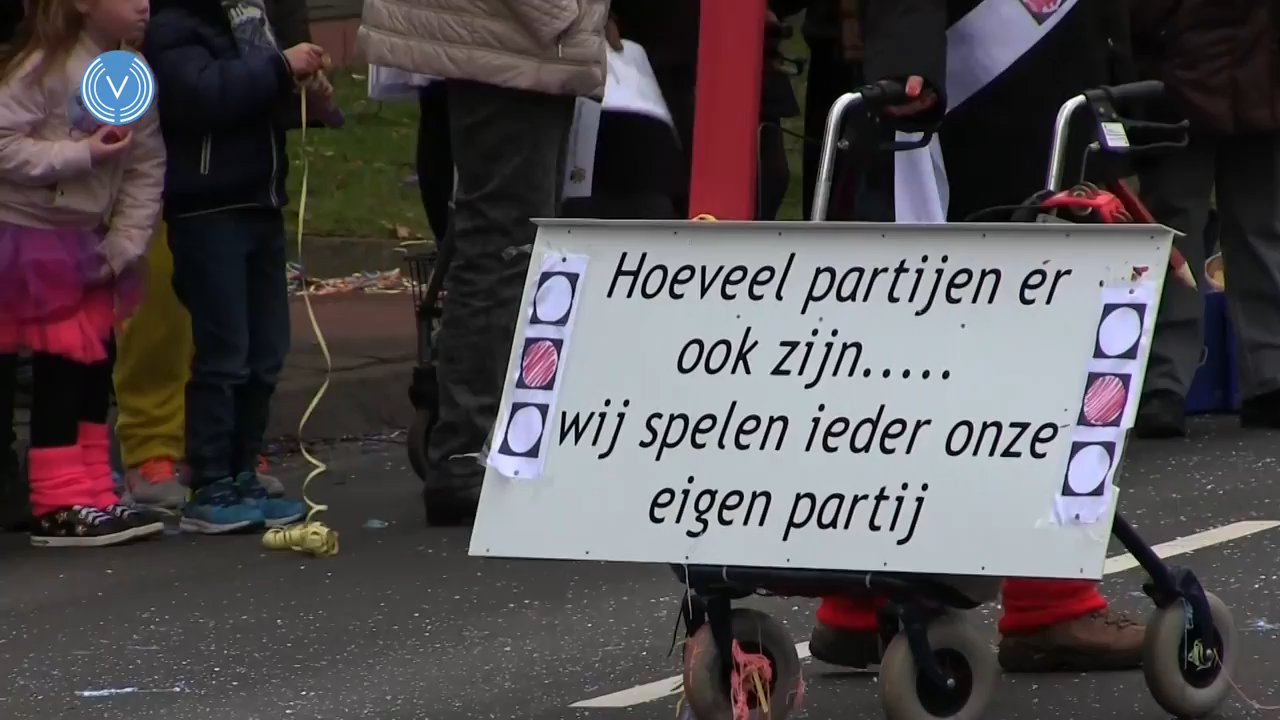 Hoeveel partijen er
ook zijn.....
wij spelen ieder onze
eigen partij